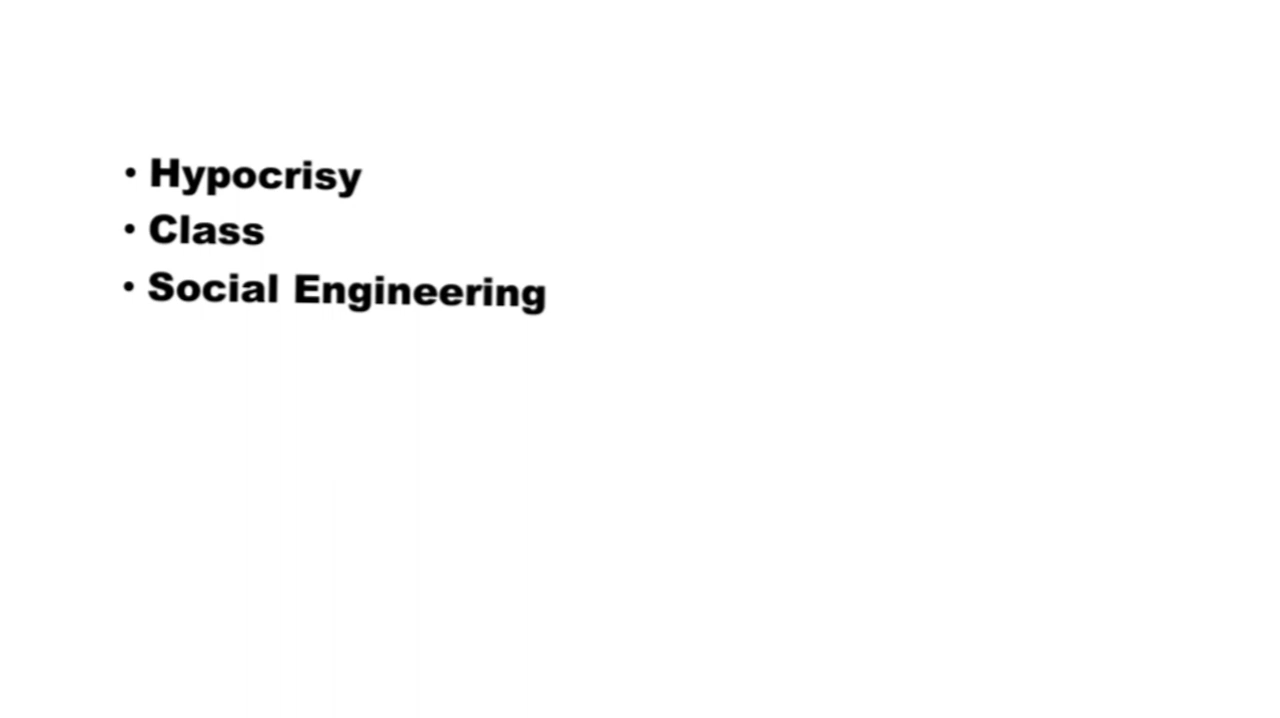 • Hypocrisy
• Class
• Social Engineering